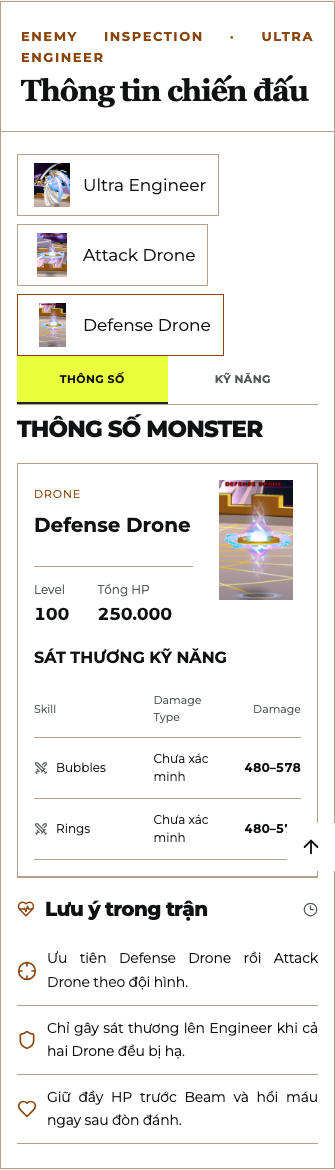 ENEMY INSPECTION · ULTRA
ENGINEER
Thông tin chiến đấu
Ultra Engineer
Attack Drone
Defense Drone
THÔNG SỐ
KỸ NĂNG
THÔNG SỐ MONSTER
DRONE
Defense Drone
DEFENSE DRONE
Level
Tổng HP
100
250.000
SÁT THƯƠNG KỸ NĂNG
Skill
Damage
Type
Damage
Bubbles
Chưa xác
minh
480–578
Rings
Chưa xác
minh
Lưu ý trong trận
Ưu tiên Defense Drone rồi Attack
Drone theo đội hình.
Chỉ gây sát thương lên Engineer khi cả
hai Drone đều bị hạ.
Giữ đầy HP trước Beam và hồi máu
ngay sau đòn đánh.